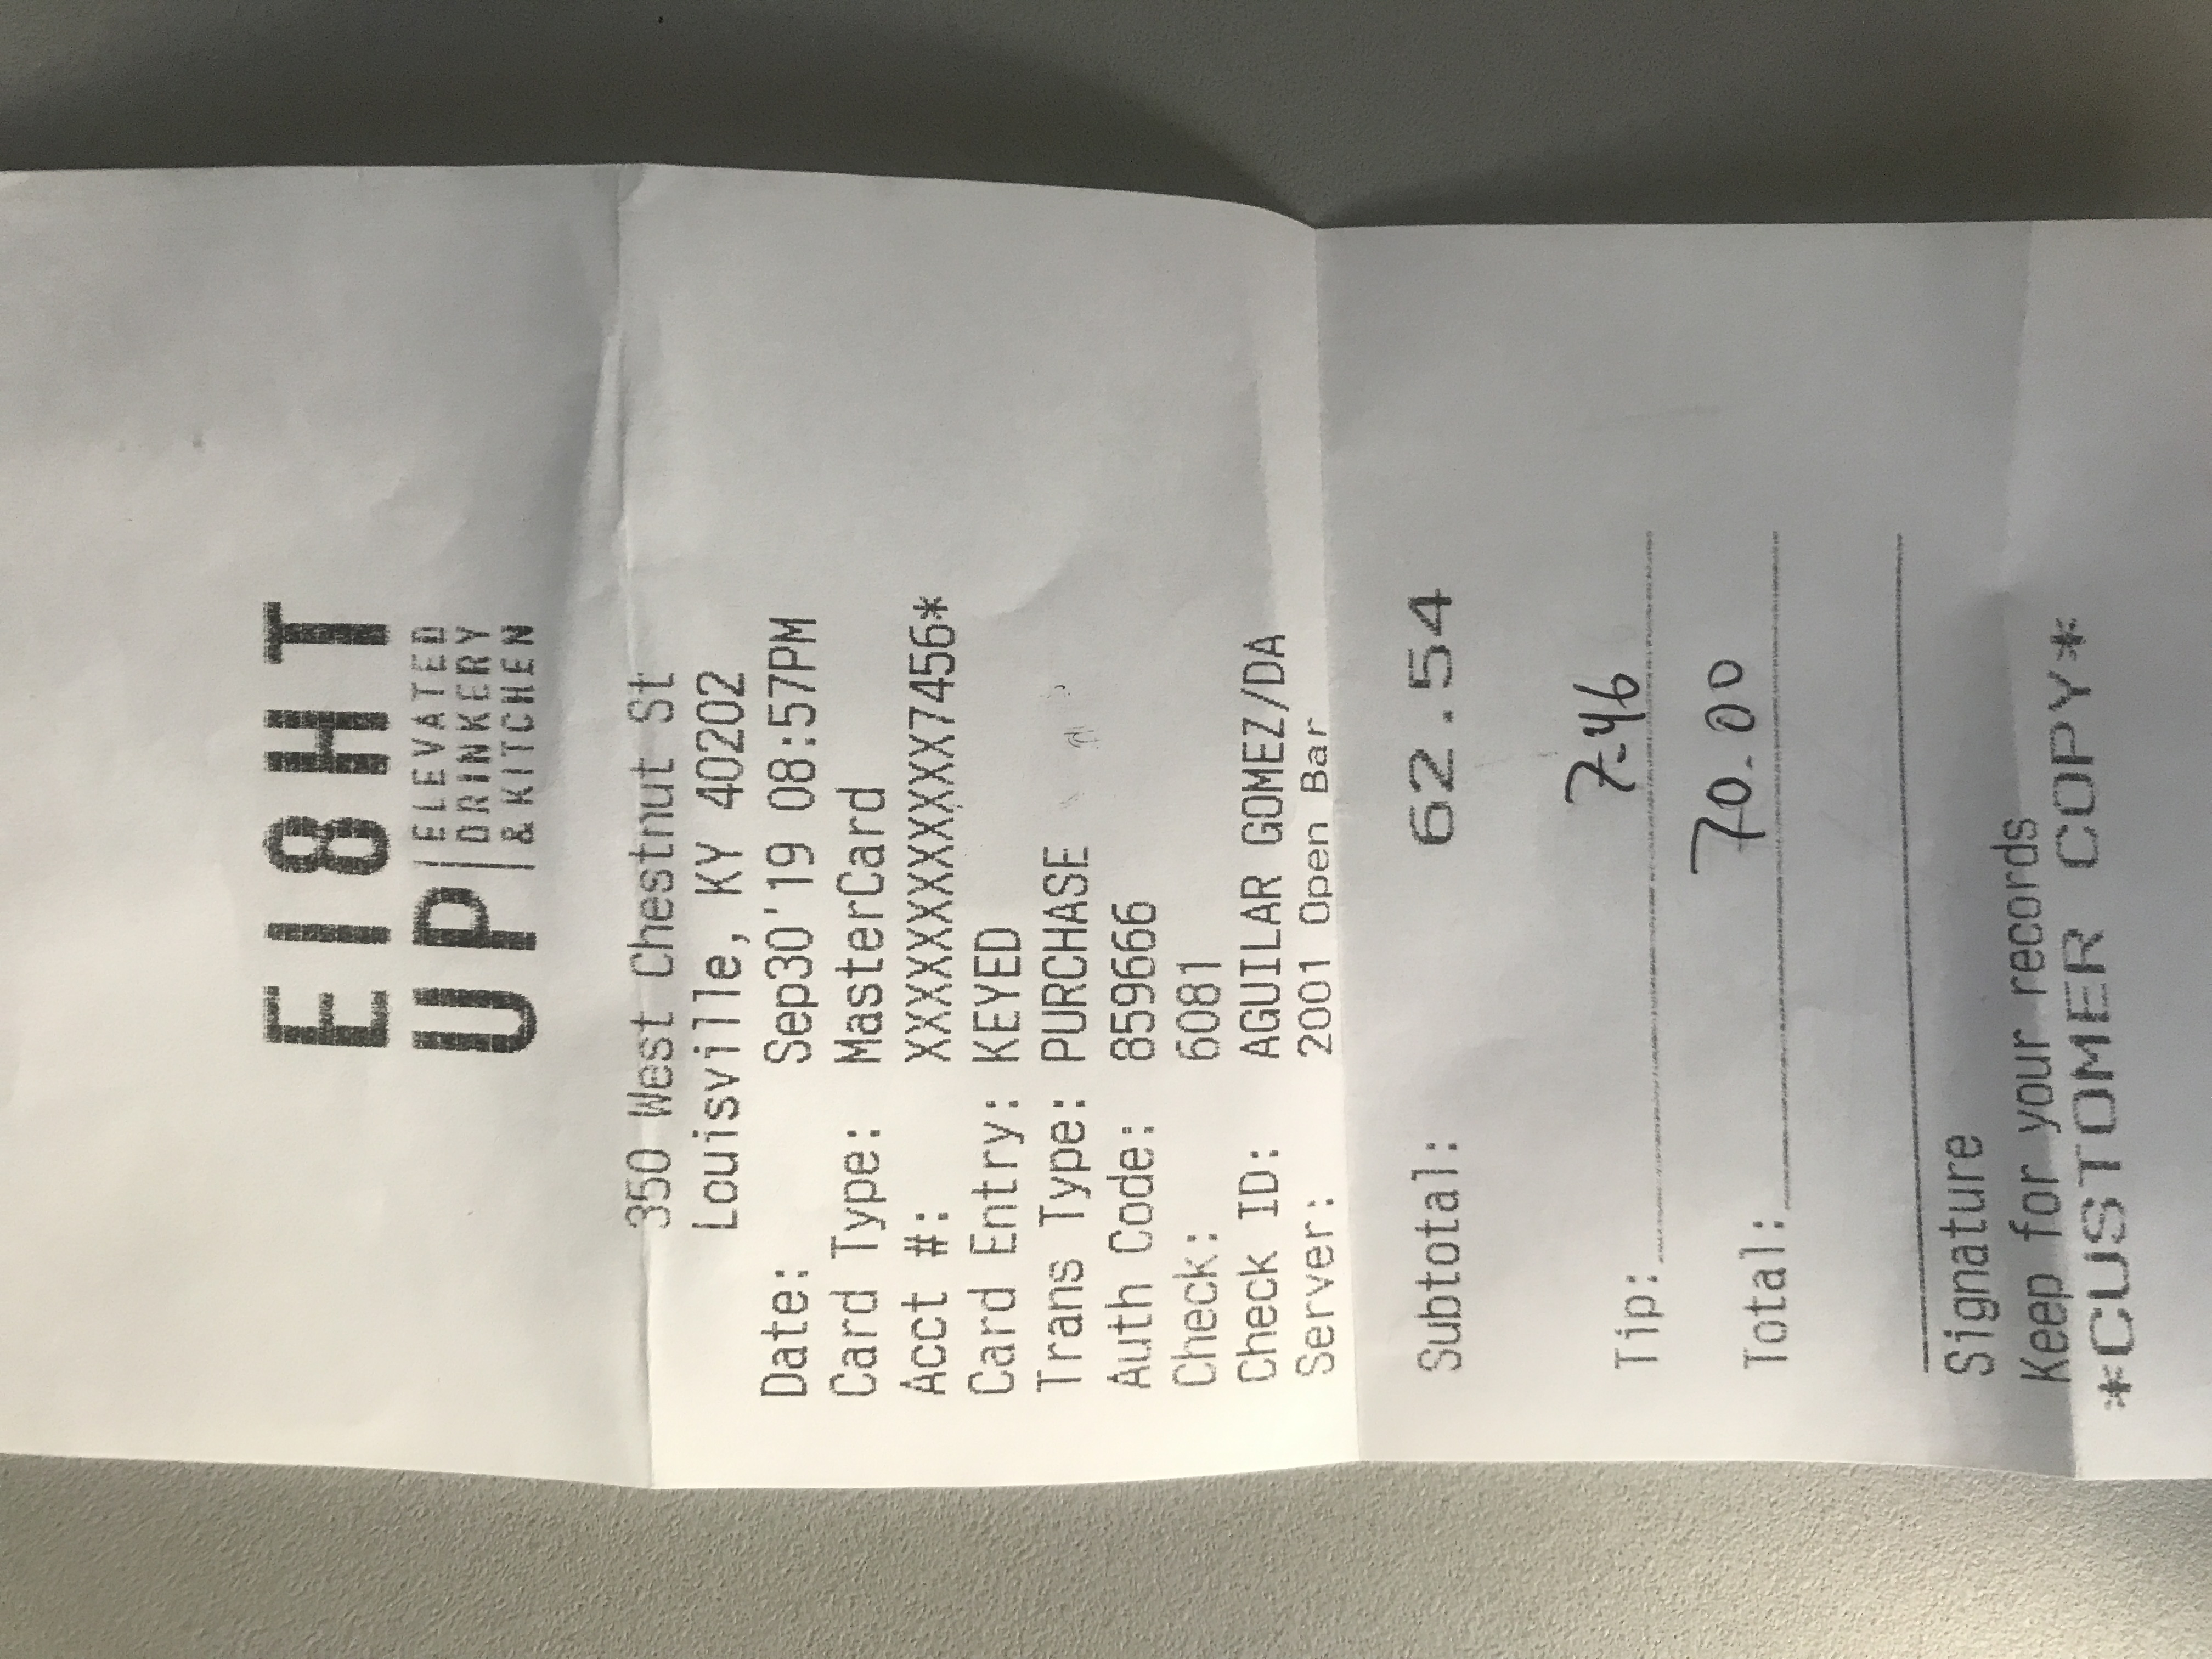 EI8HT
UP ELEVATED
DRINKERY
& KITCHEN
350 West Chestnut St
Louisville, KY 40202
Date: Sep30'19 08:57PM
Card Type: MasterCard
Acct #: XXXXXXXXXXXX7456*
Card Entry: KEYED
Trans Type: PURCHASE
Auth Code: 859666
Check: 6081
Check ID: AGUILAR GOMEZ/DA
Server: 2001 Open Bar
Subtotal: 62.54
Tip: 7.46
Total: 70.00
Signature
Keep for your records
*CUSTOMER COPY*